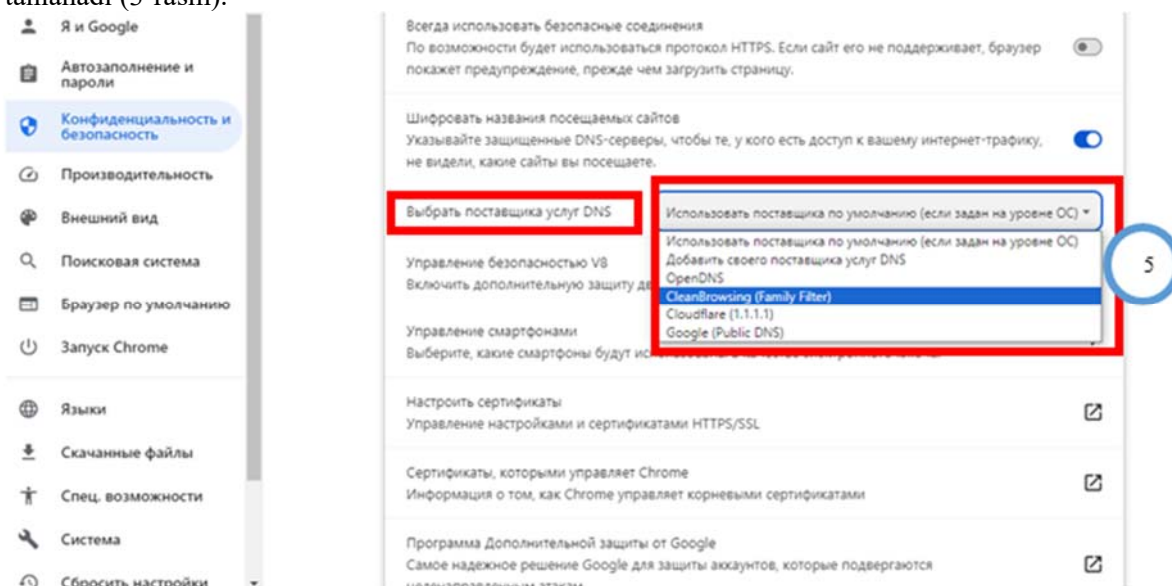 tamanadi (5-rasm).
Я и Google
Автозаполнение и
пароли
Конфиденциальность и
безопасность
Производительность
Внешний вид
Поисковая система
Браузер по умолчанию
Запуск Chrome
Языки
Скачанные файлы
Спец. возможности
Система
Сбросить настройки
Всегда использовать безопасные соединения
По возможности будет использоваться протокол HTTPS. Если сайт его не поддерживает, браузер
покажет предупреждение, прежде чем загрузить страницу.
Шифровать названия посещаемых сайтов
Указывайте защищенные DNS-серверы, чтобы те, у кого есть доступ к вашему интернет-трафику,
не видели, какие сайты вы посещаете.
Выбрать поставщика услуг DNS
Использовать поставщика по умолчанию (если задан на уровне ОС)
Использовать поставщика по умолчанию (если задан на уровне ОС)
Добавить своего поставщика услуг DNS
OpenDNS
CleanBrowsing (Family Filter)
Cloudflare (1.1.1.1)
Google (Public DNS)
5
Управление безопасностью V8
Включить дополнительную защиту
Управление смартфонами
Выберите, какие смартфоны будут
Настроить сертификаты
Управление настройками и сертификатами HTTPS/SSL
Сертификаты, которыми управляет Chrome
Информация о том, как Chrome управляет корневыми сертификатами
Программа Дополнительной защиты от Google
Самое надежное решение Google для защиты аккаунтов, которые подвергаются